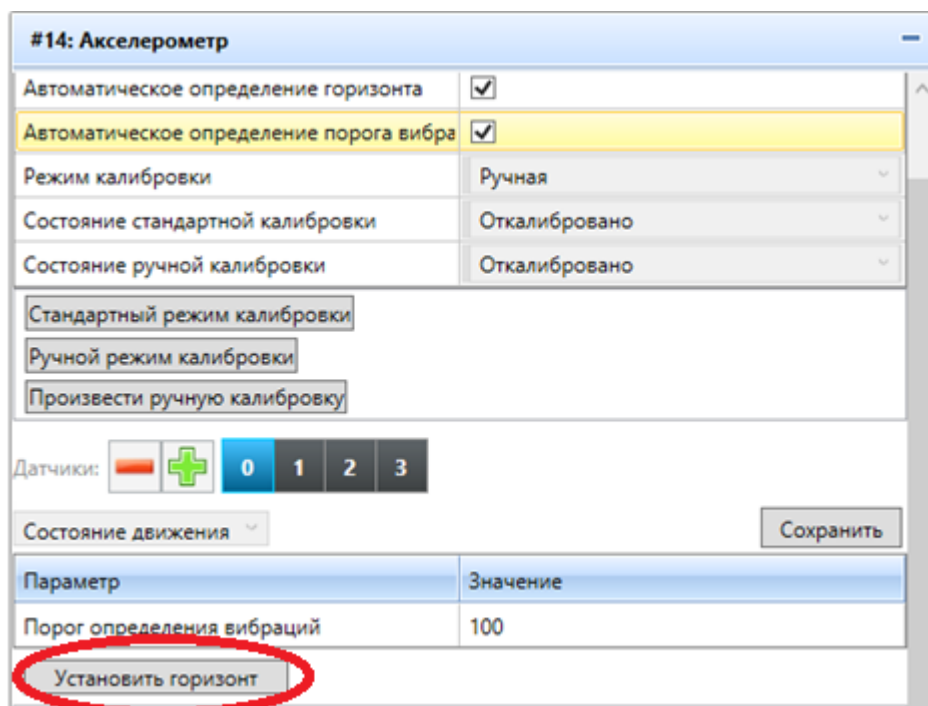 #14: Акселерометр
Автоматическое определение горизонта
Автоматическое определение порога вибра
Режим калибровки Ручная
Состояние стандартной калибровки Откалибровано
Состояние ручной калибровки Откалибровано
Стандартный режим калибровки
Ручной режим калибровки
Произвести ручную калибровку
Датчики: 0 1 2 3
Состояние движения Сохранить
Параметр Значение
Порог определения вибраций 100
Установить горизонт